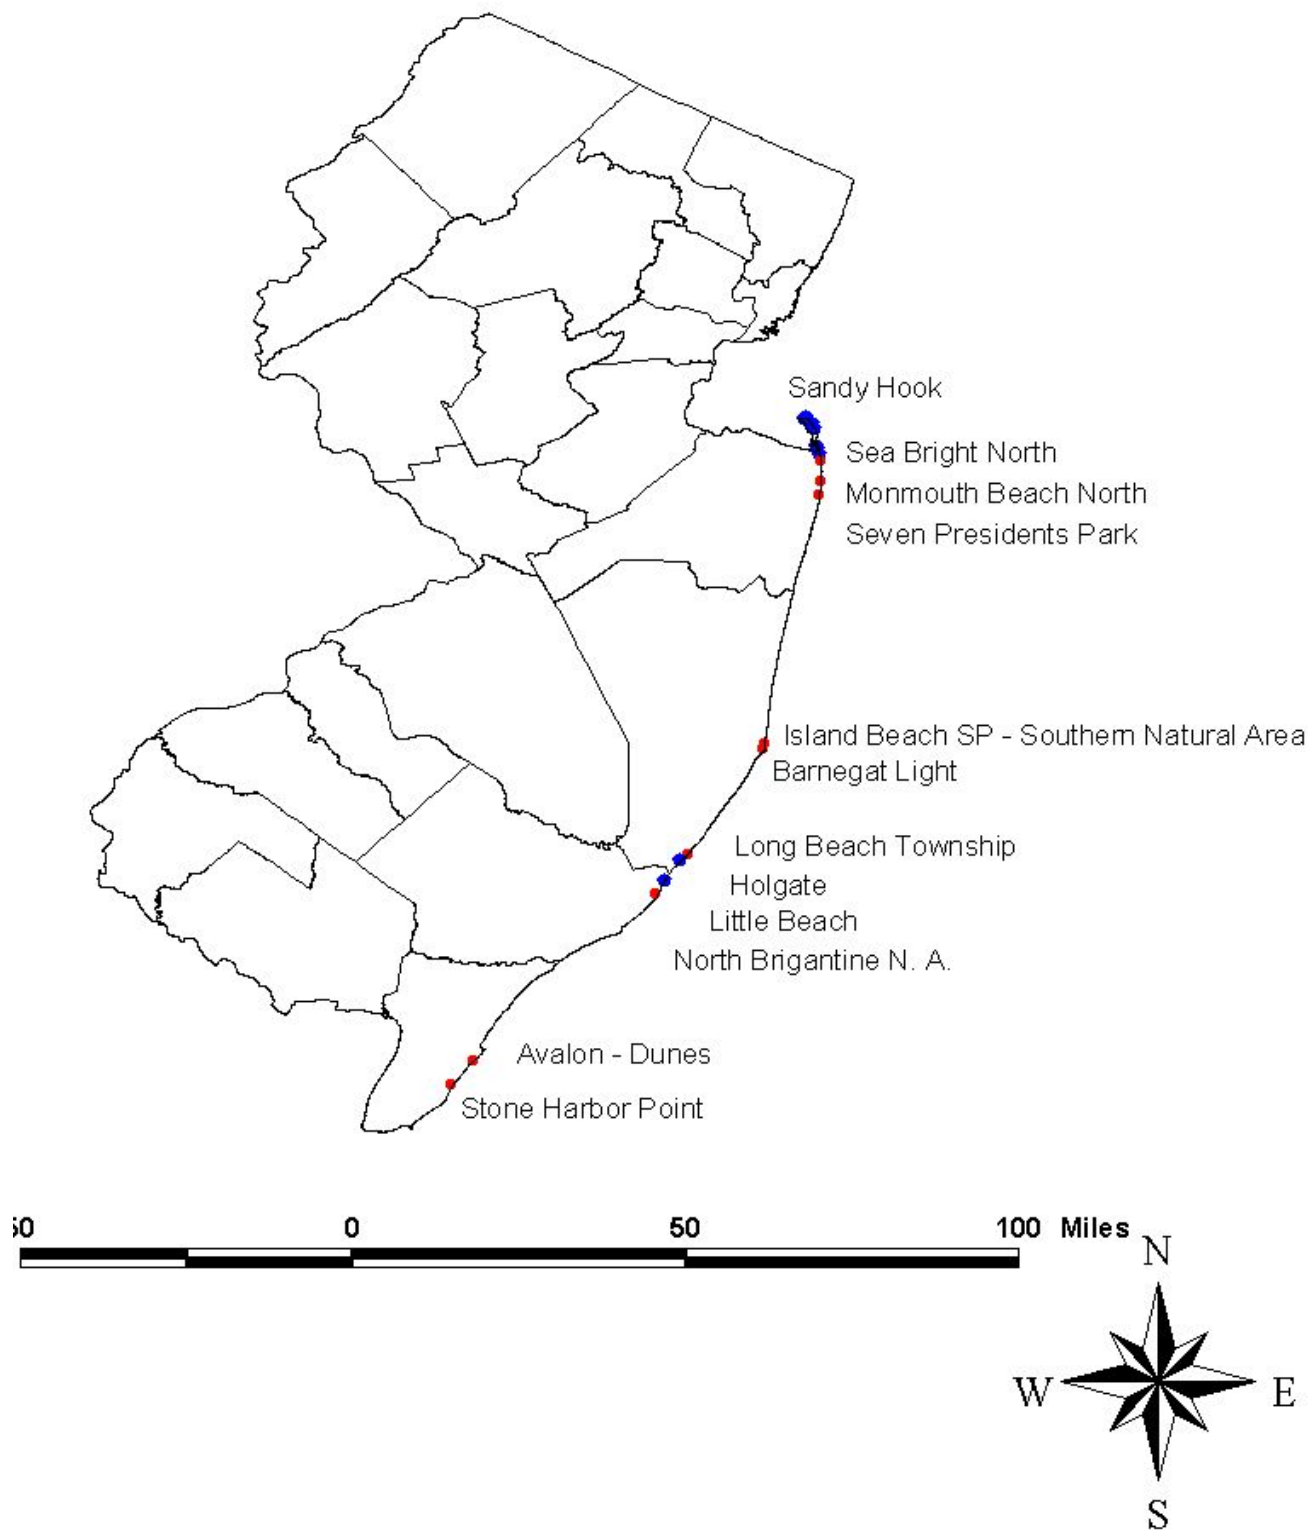 Sandy Hook
Sea Bright North
Monmouth Beach North
Seven Presidents Park
Island Beach SP - Southern Natural Area
Barnegat Light
Long Beach Township
Holgate
Little Beach
North Brigantine N. A.
Avalon - Dunes
Stone Harbor Point
50 0 50 100 Miles
N
W E
S